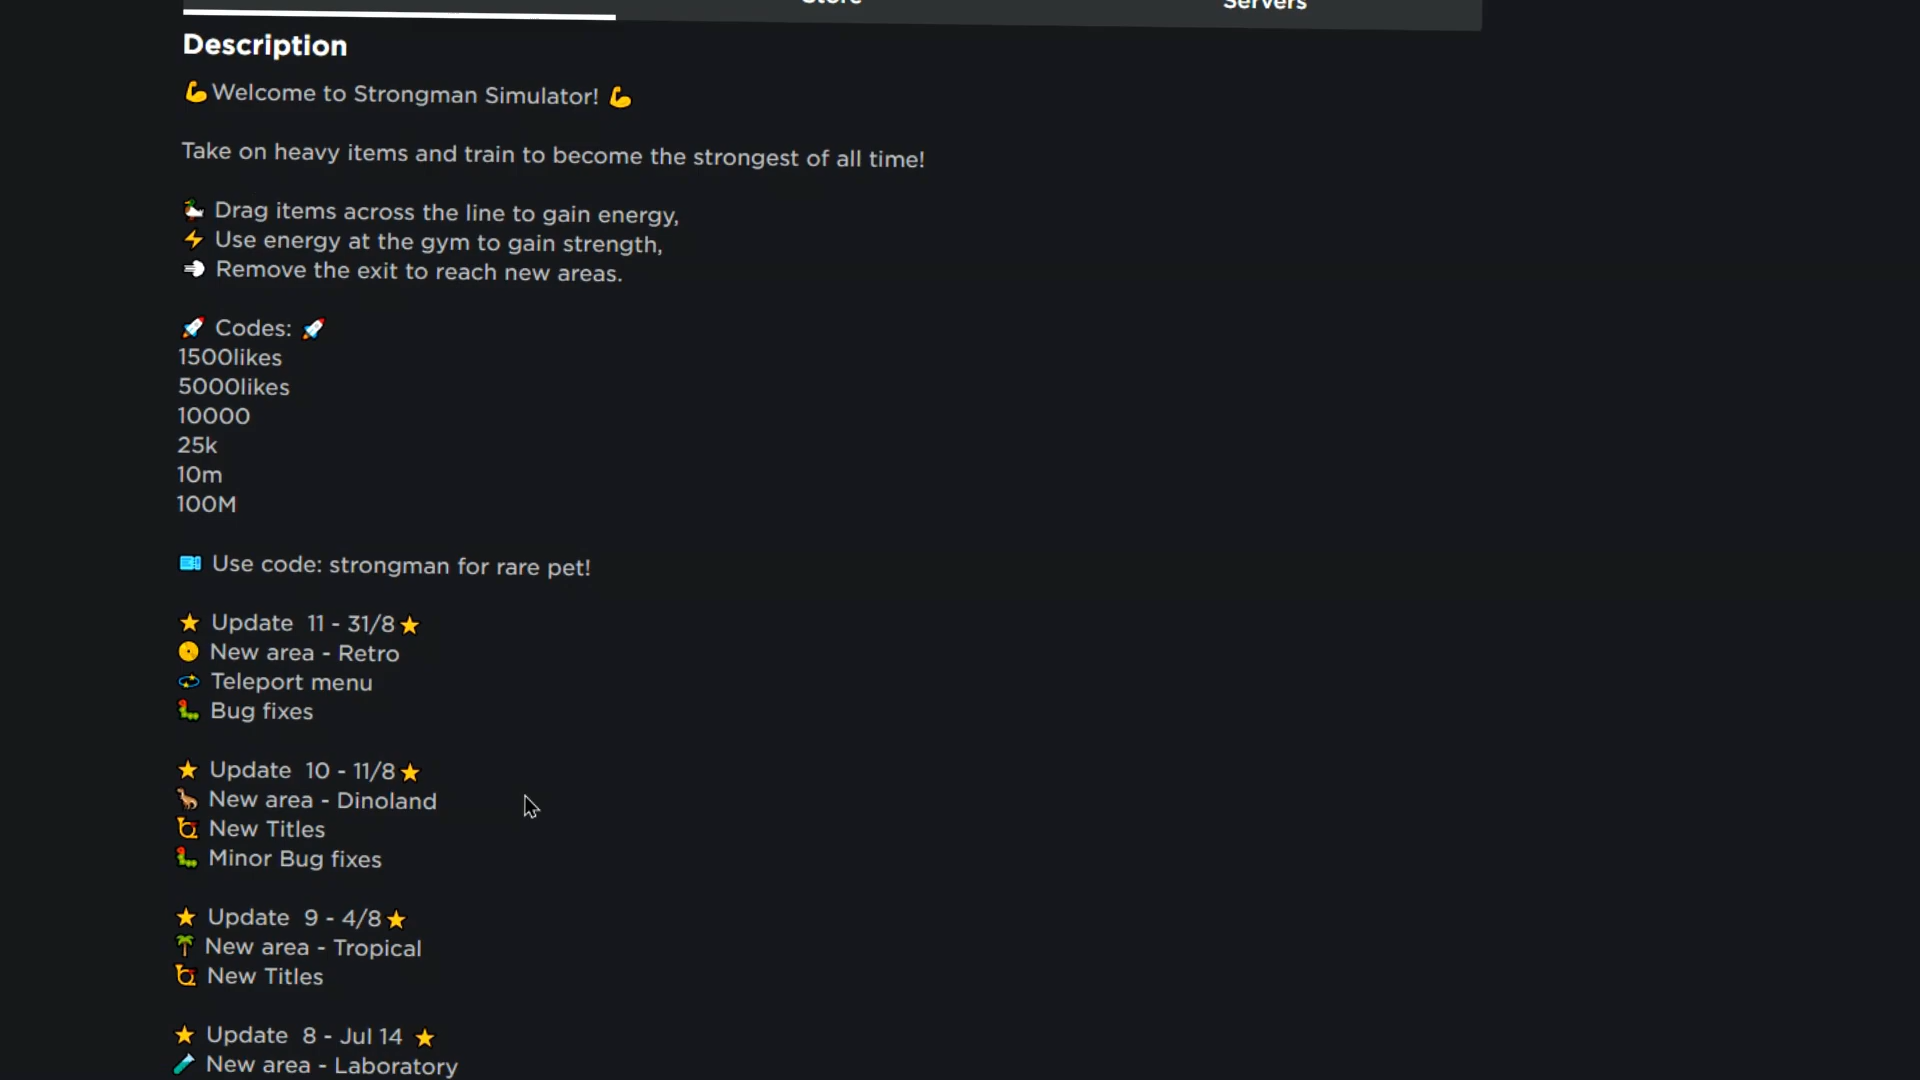 Store
Servers
Description
💪Welcome to Strongman Simulator! 💪
Take on heavy items and train to become the strongest of all time!
🦆 Drag items across the line to gain energy,
⚡ Use energy at the gym to gain strength,
💨 Remove the exit to reach new areas.
🚀 Codes: 🚀
1500likes
5000likes
10000
25k
10m
100M
🎟 Use code: strongman for rare pet!
⭐ Update 11 - 31/8⭐
📀 New area - Retro
💫 Teleport menu
🐛 Bug fixes
⭐ Update 10 - 11/8⭐
🦕 New area - Dinoland
📯 New Titles
🐛 Minor Bug fixes
⭐ Update 9 - 4/8⭐
🌴 New area - Tropical
📯 New Titles
⭐ Update 8 - Jul 14 ⭐
🧪 New area - Laboratory